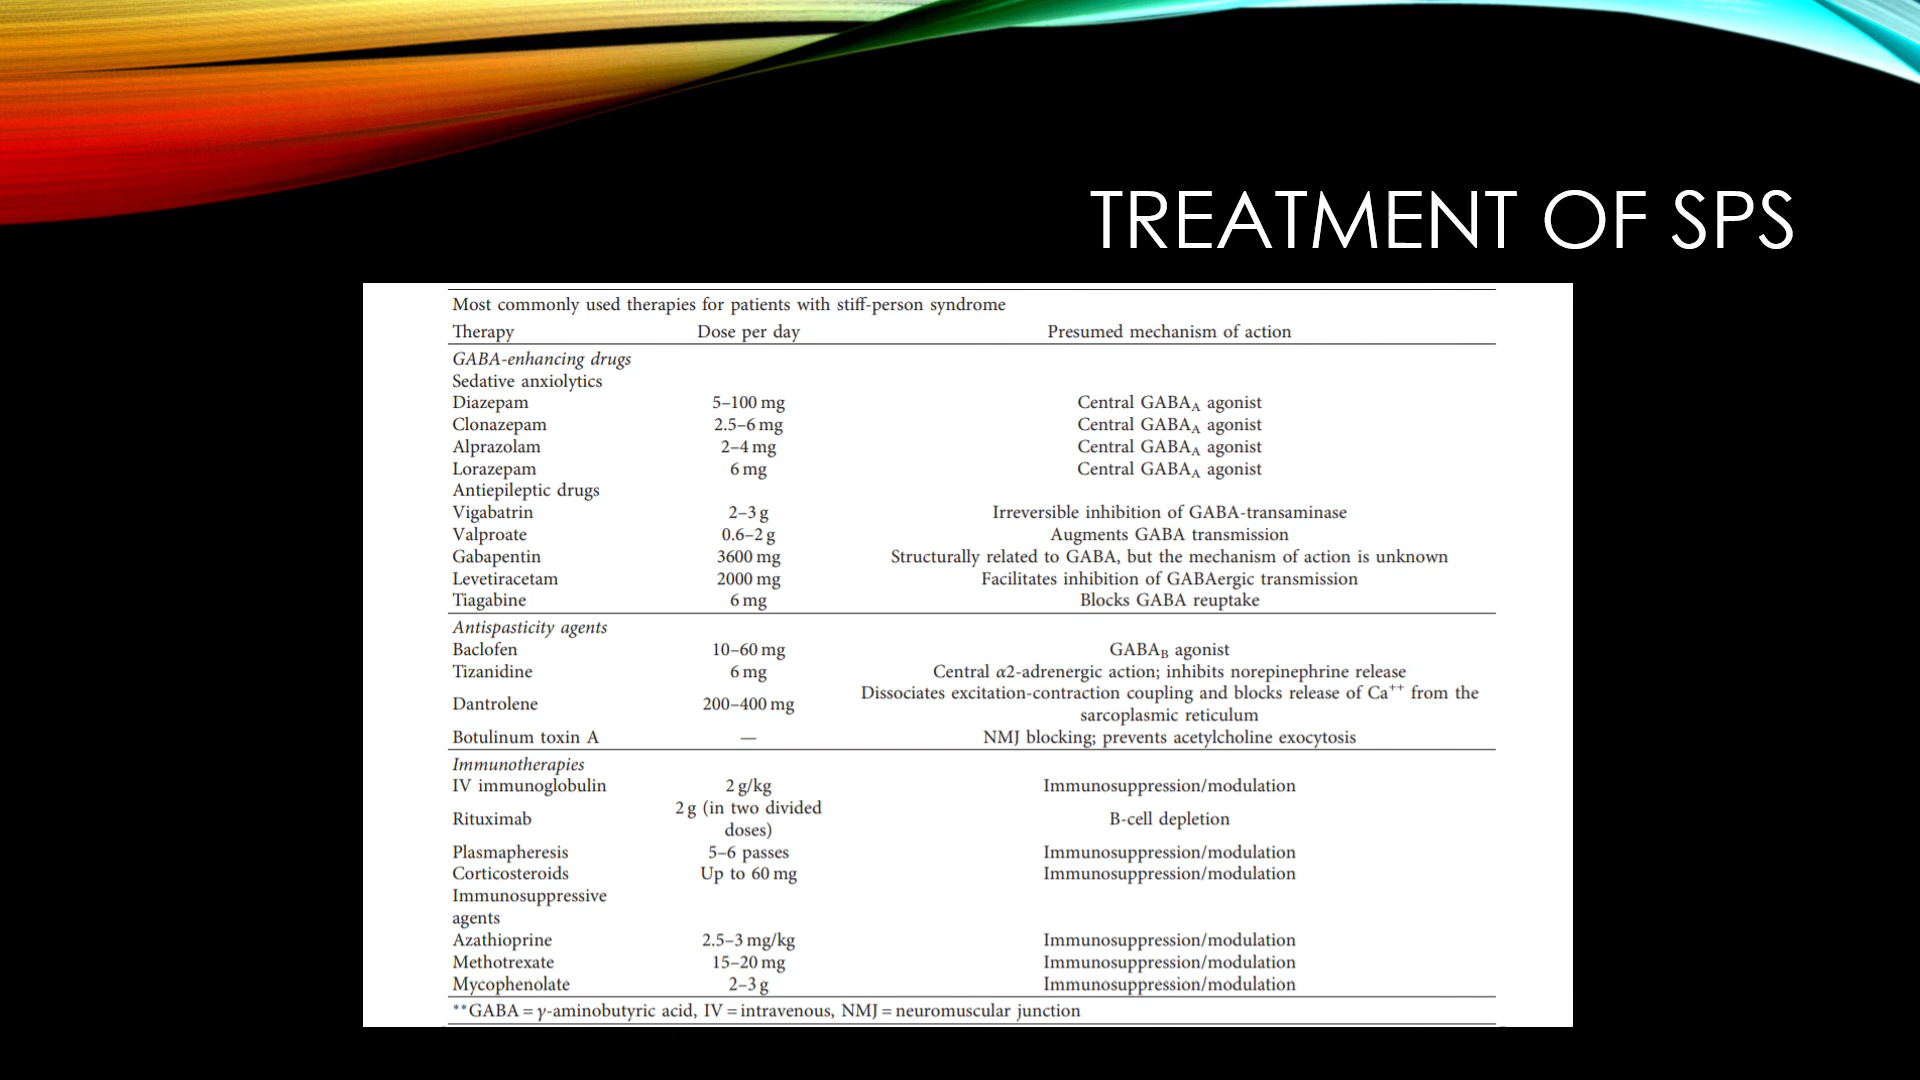 TREATMENT OF SPS
Most commonly used therapies for patients with stiff-person syndrome
Therapy Dose per day Presumed mechanism of action
GABA-enhancing drugs
Sedative anxiolytics
Diazepam 5–100 mg Central GABA_A agonist
Clonazepam 2.5–6 mg Central GABA_A agonist
Alprazolam 2–4 mg Central GABA_A agonist
Lorazepam 6 mg Central GABA_A agonist
Antiepileptic drugs
Vigabatrin 2–3 g Irreversible inhibition of GABA-transaminase
Valproate 0.6–2 g Augments GABA transmission
Gabapentin 3600 mg Structurally related to GABA, but the mechanism of action is unknown
Levetiracetam 2000 mg Facilitates inhibition of GABAergic transmission
Tiagabine 6 mg Blocks GABA reuptake
Antispasticity agents
Baclofen 10–60 mg GABA_B agonist
Tizanidine 6 mg Central α2-adrenergic action; inhibits norepinephrine release
Dantrolene 200–400 mg Dissociates excitation-contraction coupling and blocks release of Ca⁺⁺ from the
sarcoplasmic reticulum
Botulinum toxin A — NMJ blocking; prevents acetylcholine exocytosis
Immunotherapies
IV immunoglobulin 2 g/kg Immunosuppression/modulation
Rituximab 2 g (in two divided
doses) B-cell depletion
Plasmapheresis 5–6 passes Immunosuppression/modulation
Corticosteroids Up to 60 mg Immunosuppression/modulation
Immunosuppressive
agents
Azathioprine 2.5–3 mg/kg Immunosuppression/modulation
Methotrexate 15–20 mg Immunosuppression/modulation
Mycophenolate 2–3 g Immunosuppression/modulation
**GABA = γ-aminobutyric acid, IV = intravenous, NMJ = neuromuscular junction